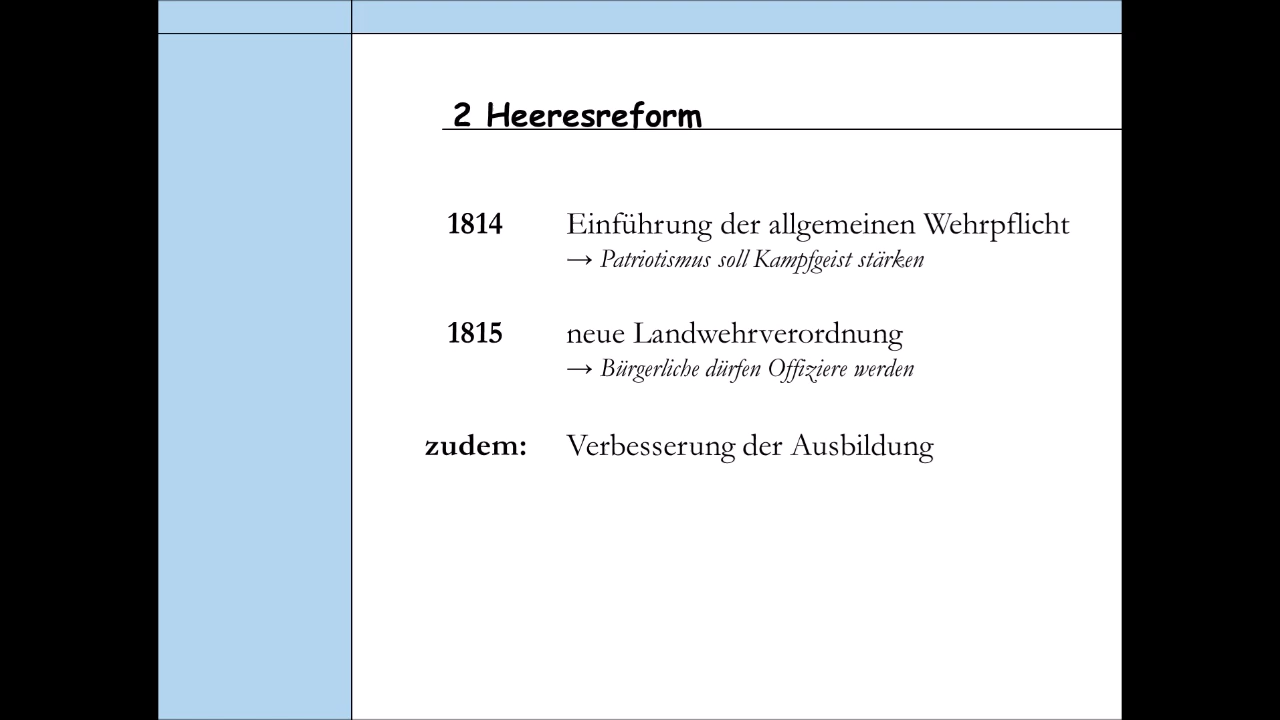 2 Heeresreform
1814 Einführung der allgemeinen Wehrpflicht
→ Patriotismus soll Kampfgeist stärken
1815 neue Landwehrverordnung
→ Bürgerliche dürfen Offiziere werden
zudem: Verbesserung der Ausbildung